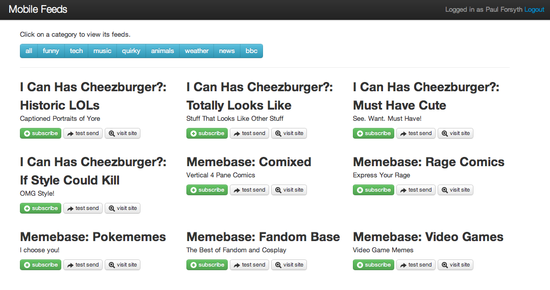 Mobile Feeds
Logged in as Paul Forsyth Logout
Click on a category to view its feeds.
all funny tech music quirky animals weather news bbc
I Can Has Cheezburger?:
Historic LOLs
Captioned Portraits of Yore
subscribe test send visit site
I Can Has Cheezburger?:
Totally Looks Like
Stuff That Looks Like Other Stuff
subscribe test send visit site
I Can Has Cheezburger?:
Must Have Cute
See. Want. Must Have!
subscribe test send visit site
I Can Has Cheezburger?:
If Style Could Kill
OMG Style!
subscribe test send visit site
Memebase: Comixed
Vertical 4 Pane Comics
subscribe test send visit site
Memebase: Rage Comics
Express Your Rage
subscribe test send visit site
Memebase: Pokememes
I choose you!
subscribe test send visit site
Memebase: Fandom Base
The Best of Fandom and Cosplay
subscribe test send visit site
Memebase: Video Games
Video Game Memes
subscribe test send visit site